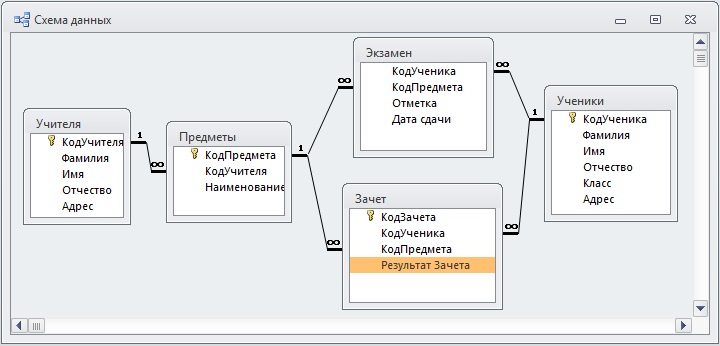 Схема данных
Учителя
КодУчителя
Фамилия
Имя
Отчество
Адрес
1
∞
Предметы
КодПредмета
КодУчителя
Наименование
1
∞
∞
Экзамен
КодУченика
КодПредмета
Отметка
Дата сдачи
∞
Зачет
КодЗачета
КодУченика
КодПредмета
Результат Зачета
∞
1
Ученики
КодУченика
Фамилия
Имя
Отчество
Класс
Адрес